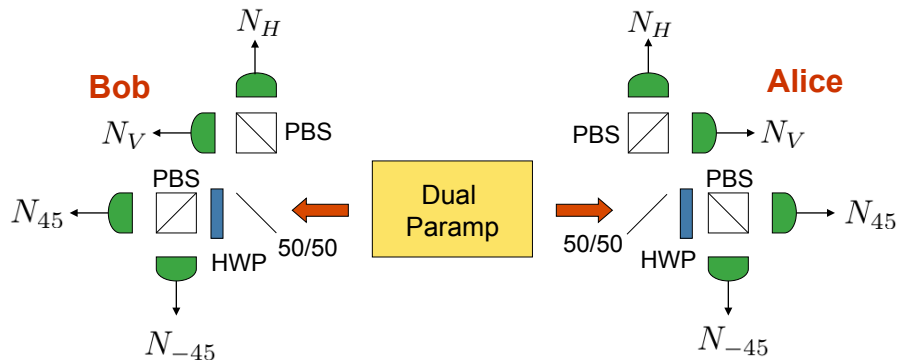 N_H
N_H
Bob
Alice
N_V
PBS
PBS
N_V
PBS
PBS
Dual
Paramp
N_45
50/50
50/50
N_45
HWP
HWP
N_{-45}
N_{-45}